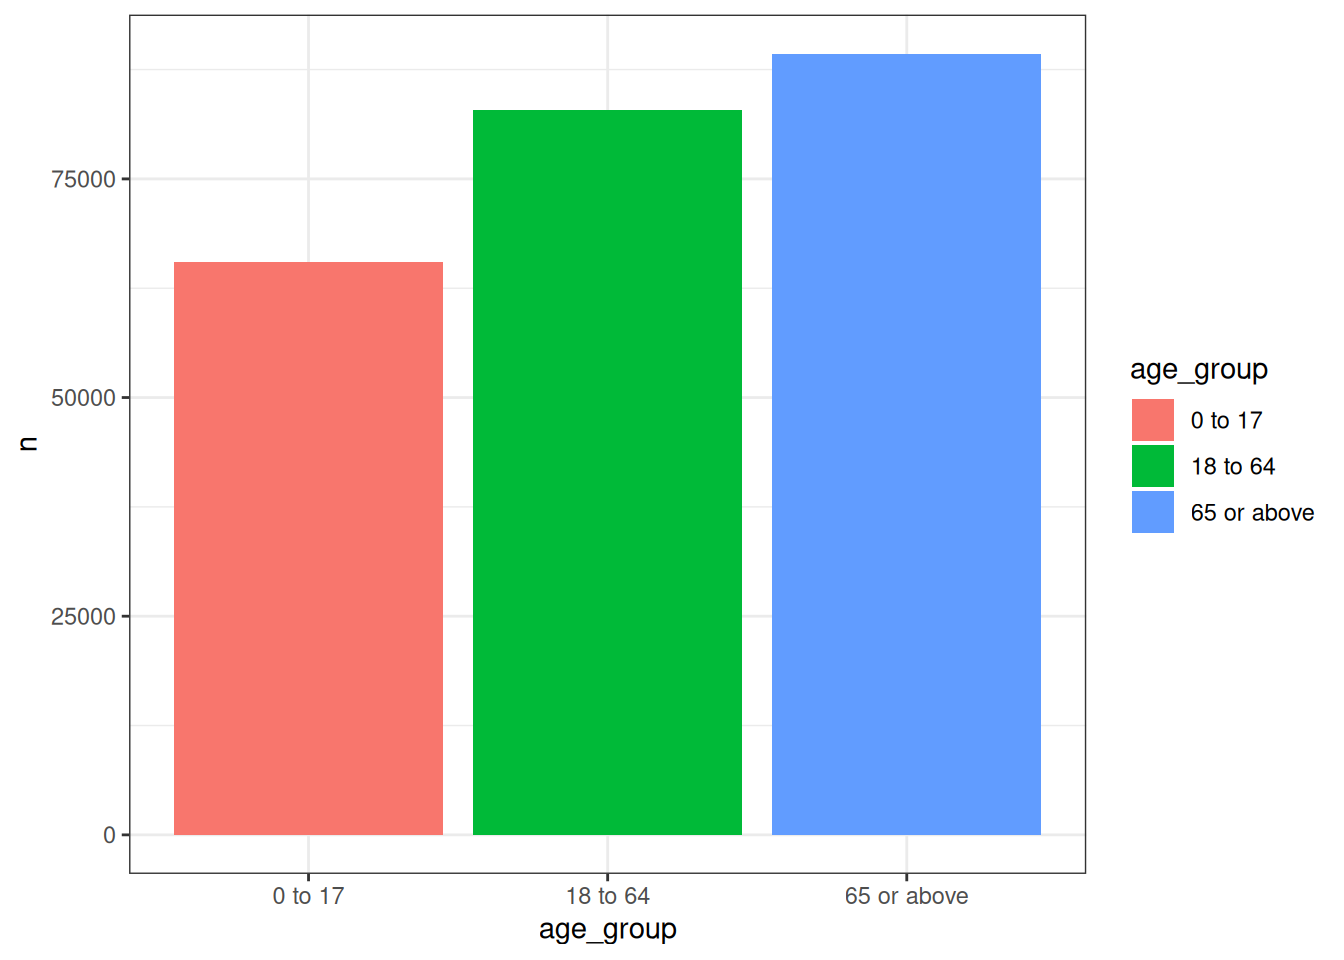 n
75000
50000
25000
0
0 to 17
18 to 64
65 or above
age_group
age_group
0 to 17
18 to 64
65 or above